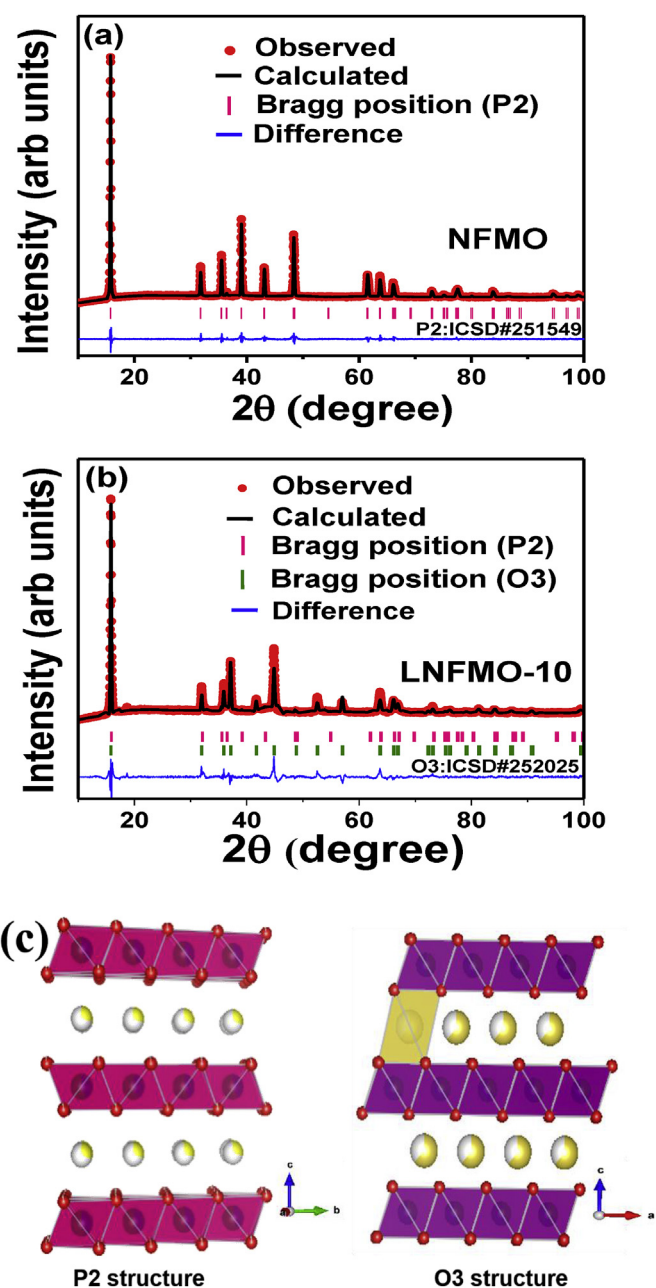 (a)
Observed
Calculated
Bragg position (P2)
Difference
NFMO
P2:ICSD#251549
Intensity (arb units)
20 40 60 80 100
2θ (degree)
(b)
Observed
Calculated
Bragg position (P2)
Bragg position (O3)
Difference
LNFMO-10
O3:ICSD#252025
Intensity (arb units)
20 40 60 80 100
2θ (degree)
(c)
c
a
b
c
a
P2 structure
O3 structure